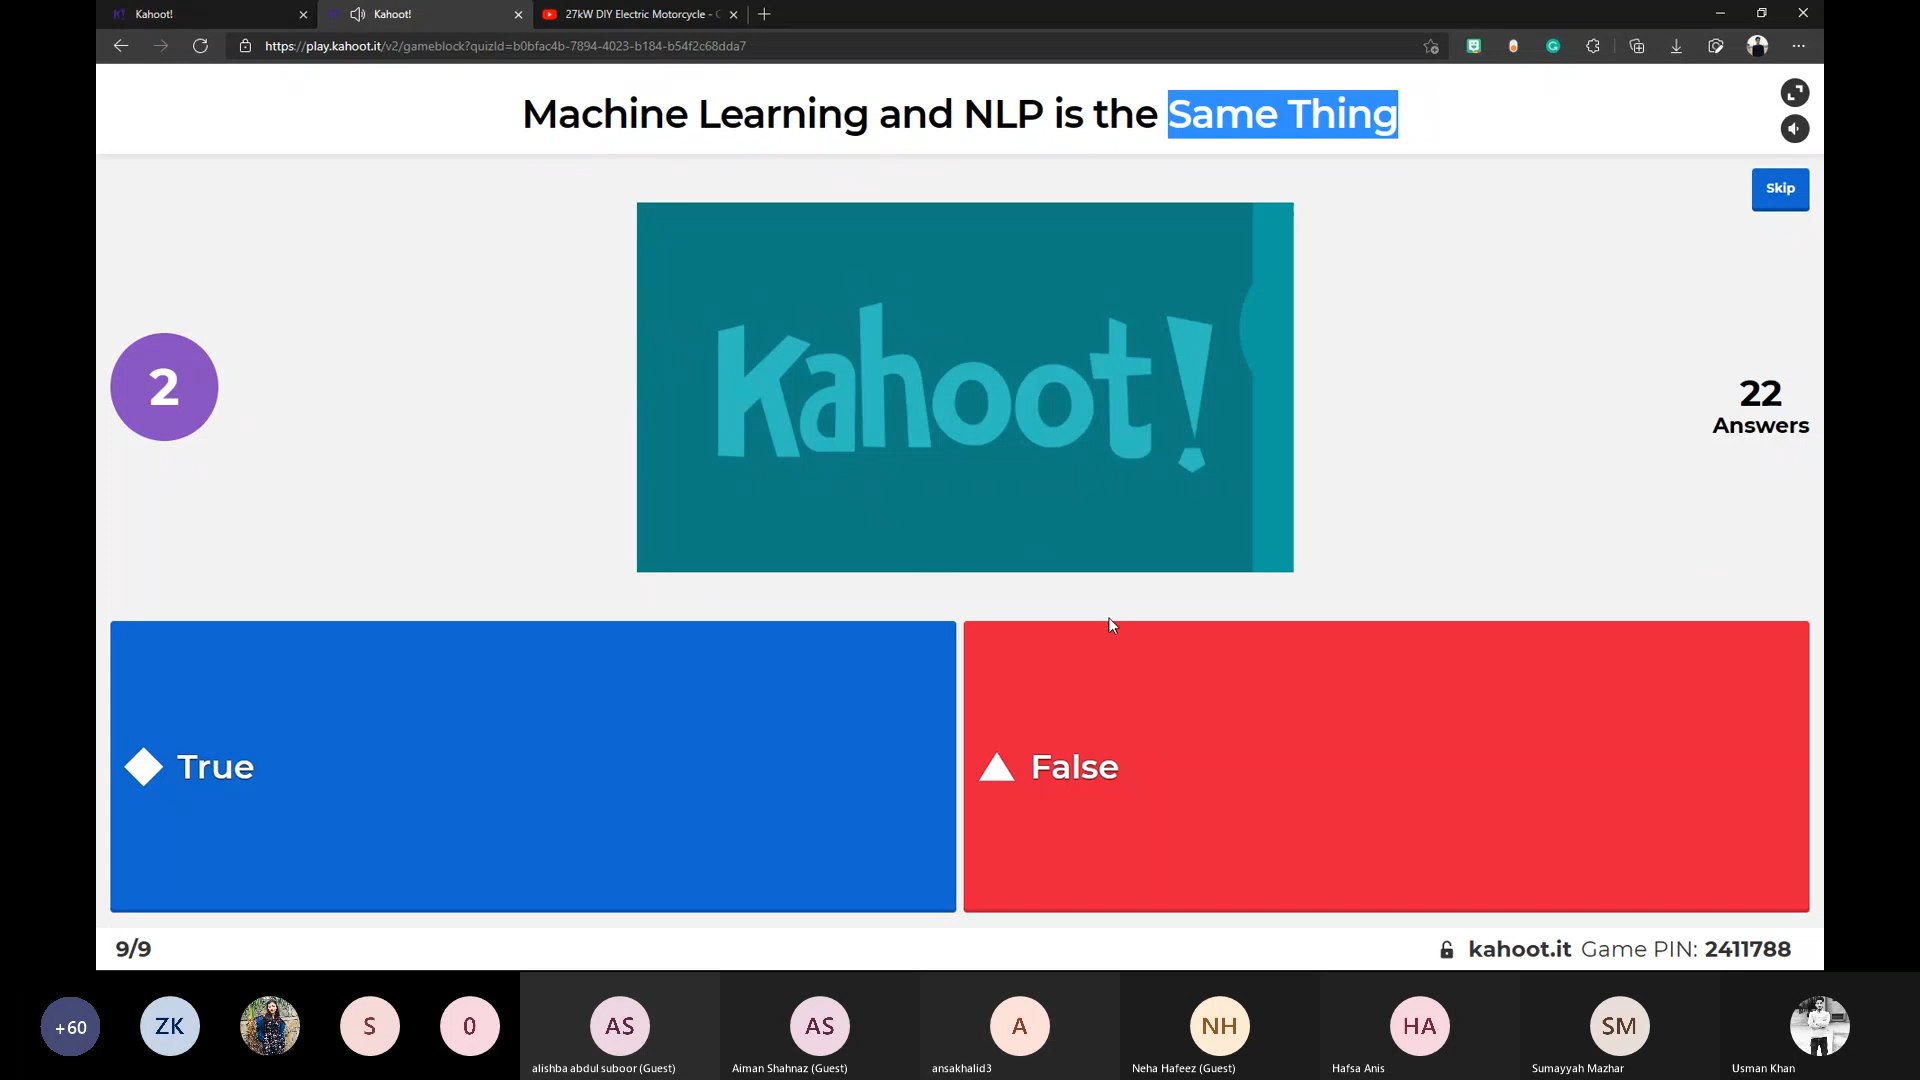 Kahoot!
Kahoot!
27kW DIY Electric Motorcycle -
https://play.kahoot.it/v2/gameblock?quizId=b0bfac4b-7894-4023-b184-b54f2c68dda7
Machine Learning and NLP is the Same Thing
Skip
Kahoot!
2
22
Answers
True
False
9/9
kahoot.it Game PIN: 2411788
+60
ZK
S
0
AS
AS
A
NH
HA
SM
alishba abdul suboor (Guest)
Aiman Shahnaz (Guest)
ansakhalid3
Neha Hafeez (Guest)
Hafsa Anis
Sumayyah Mazhar
Usman Khan